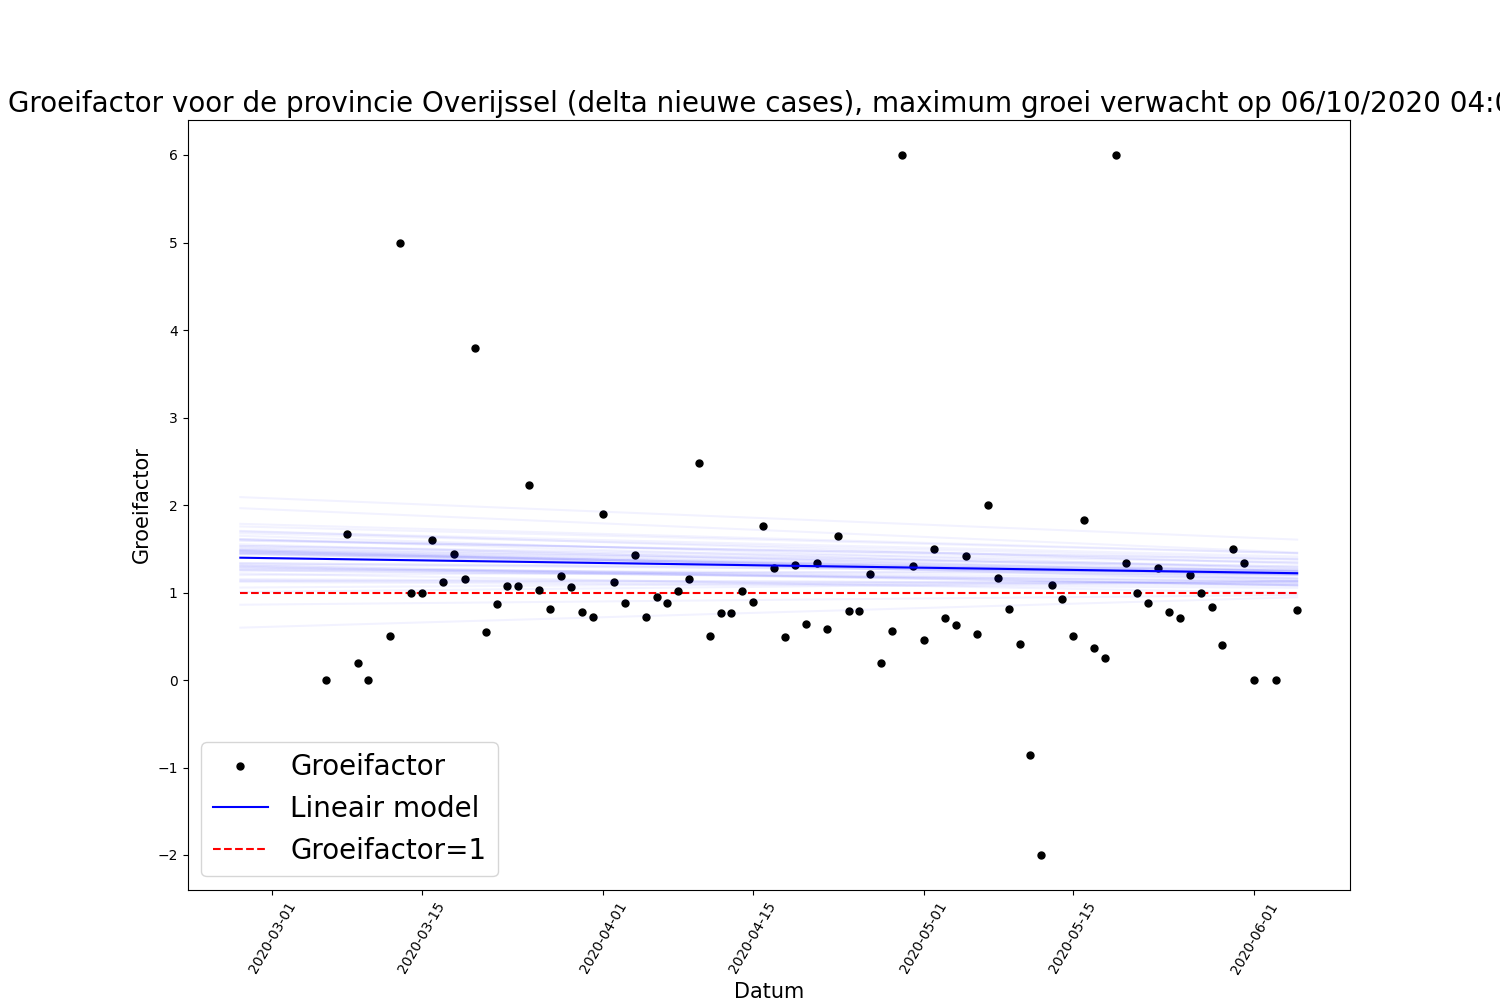 Groeifactor voor de provincie Overijssel (delta nieuwe cases), maximum groei verwacht op 06/10/2020 04:0
6
5
4
3
2
1
0
−1
−2
Groeifactor
Groeifactor
Lineair model
Groeifactor=1
2020-03-01
2020-03-15
2020-04-01
2020-04-15
2020-05-01
2020-05-15
2020-06-01
Datum